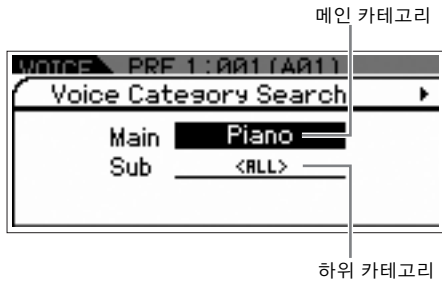 메인 카테고리
VOICE PRE 1:001(A01)
Voice Category Search
Main Piano
Sub <ALL>
하위 카테고리